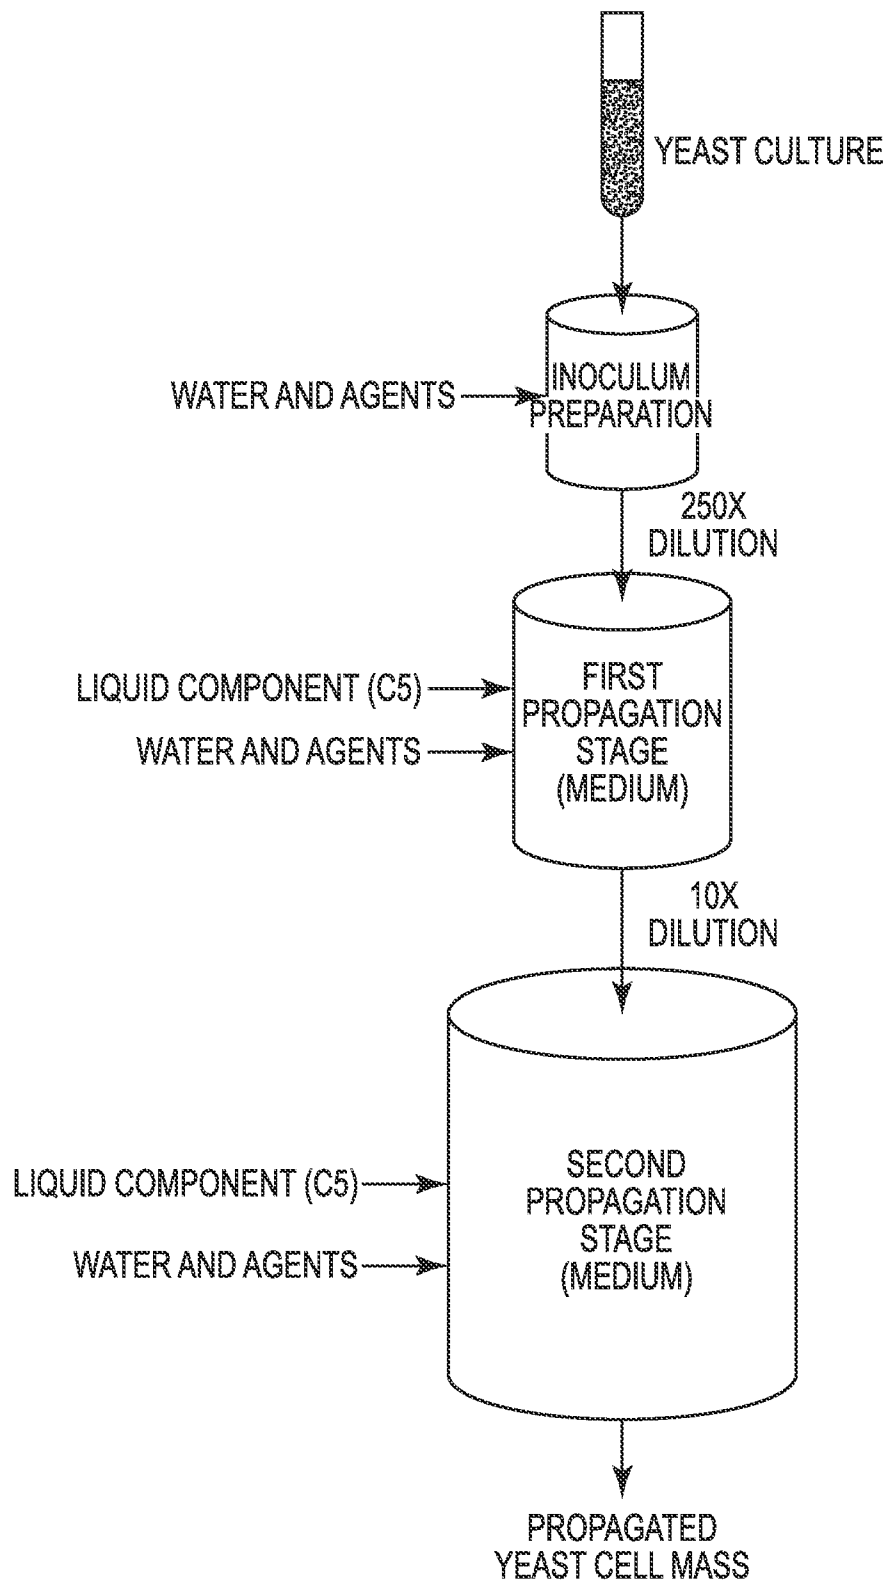 YEAST CULTURE
WATER AND AGENTS
INOCULUM
PREPARATION
250X
DILUTION
LIQUID COMPONENT (C5)
WATER AND AGENTS
FIRST
PROPAGATION
STAGE
(MEDIUM)
10X
DILUTION
LIQUID COMPONENT (C5)
WATER AND AGENTS
SECOND
PROPAGATION
STAGE
(MEDIUM)
PROPAGATED
YEAST CELL MASS